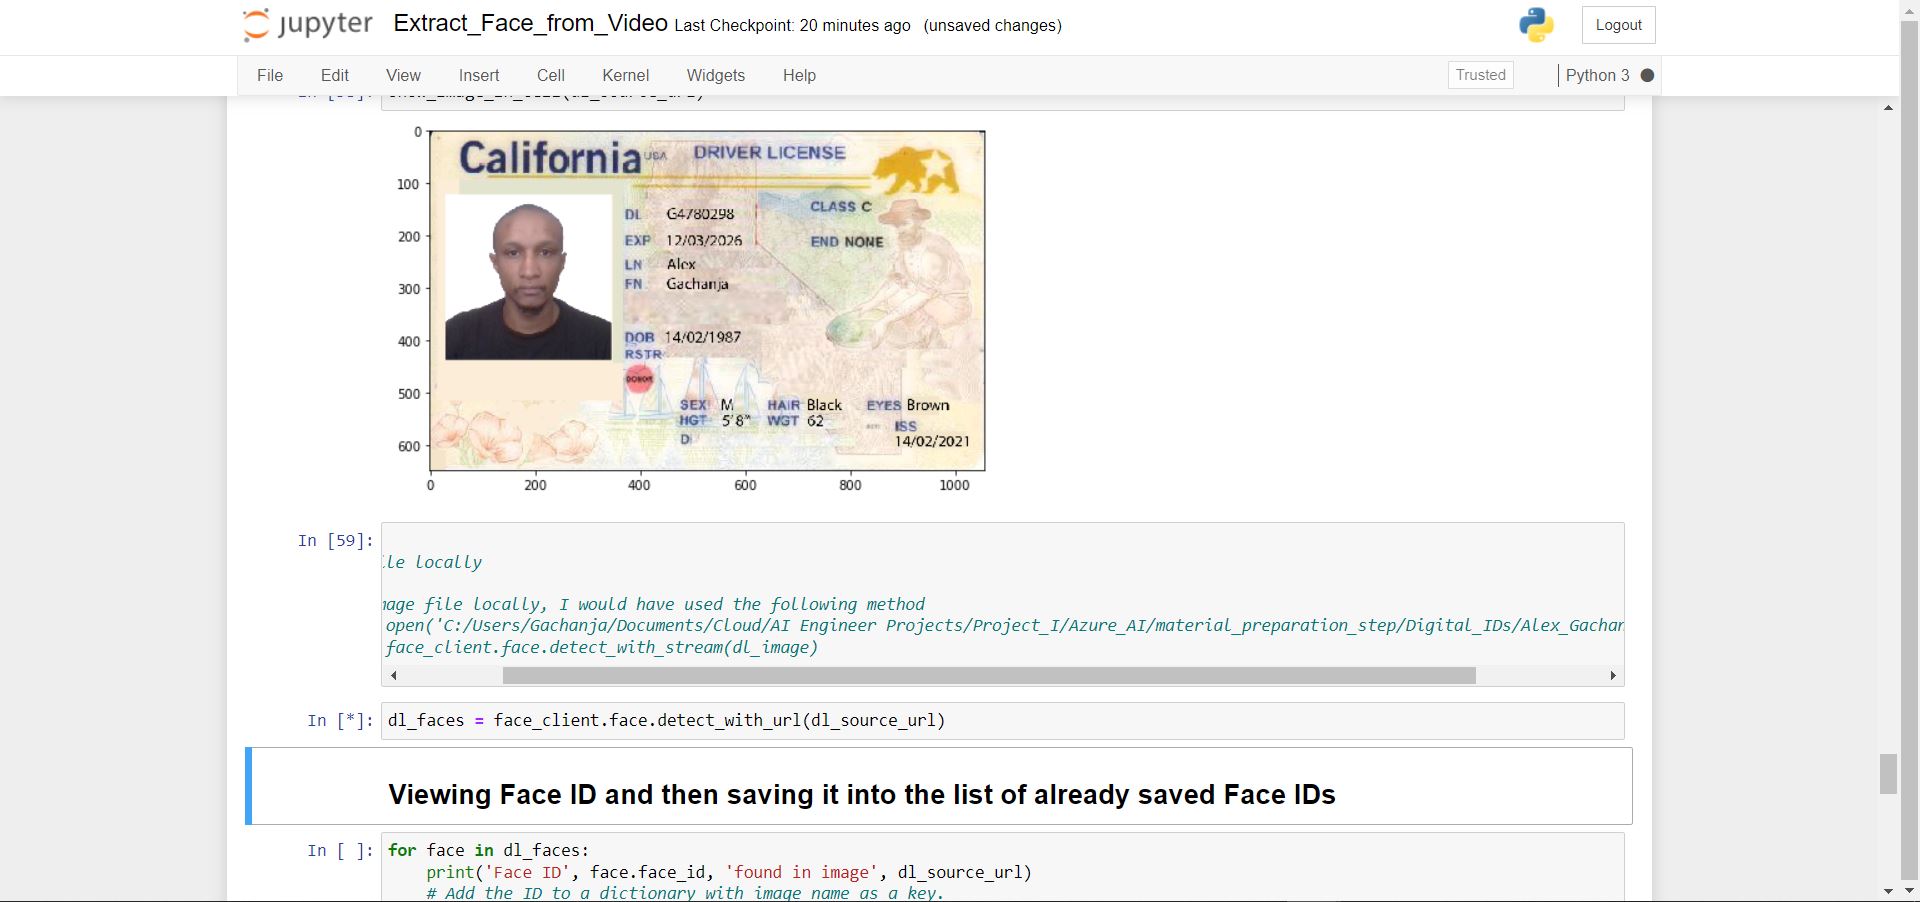 jupyter Extract_Face_from_Video Last Checkpoint: 20 minutes ago (unsaved changes)
Logout
File Edit View Insert Cell Kernel Widgets Help
Trusted
Python 3
0
100
200
300
400
500
600
0 200 400 600 800 1000
California USA DRIVER LICENSE
DL G4780298 CLASS C
EXP 12/03/2026 END NONE
LN Alex
FN Gachanja
DOB 14/02/1987
RSTR
DONOR
SEX M HAIR Black EYES Brown
HGT 5'8" WGT 62
ISS
14/02/2021
In [59]:
le locally
mage file locally, I would have used the following method
open('C:/Users/Gachanja/Documents/Cloud/AI Engineer Projects/Project_I/Azure_AI/material_preparation_step/Digital_IDs/Alex_Gachan
face_client.face.detect_with_stream(dl_image)
In [*]: dl_faces = face_client.face.detect_with_url(dl_source_url)
Viewing Face ID and then saving it into the list of already saved Face IDs
In [ ]: for face in dl_faces:
print('Face ID', face.face_id, 'found in image', dl_source_url)
# Add the ID to a dictionary with image name as a key.